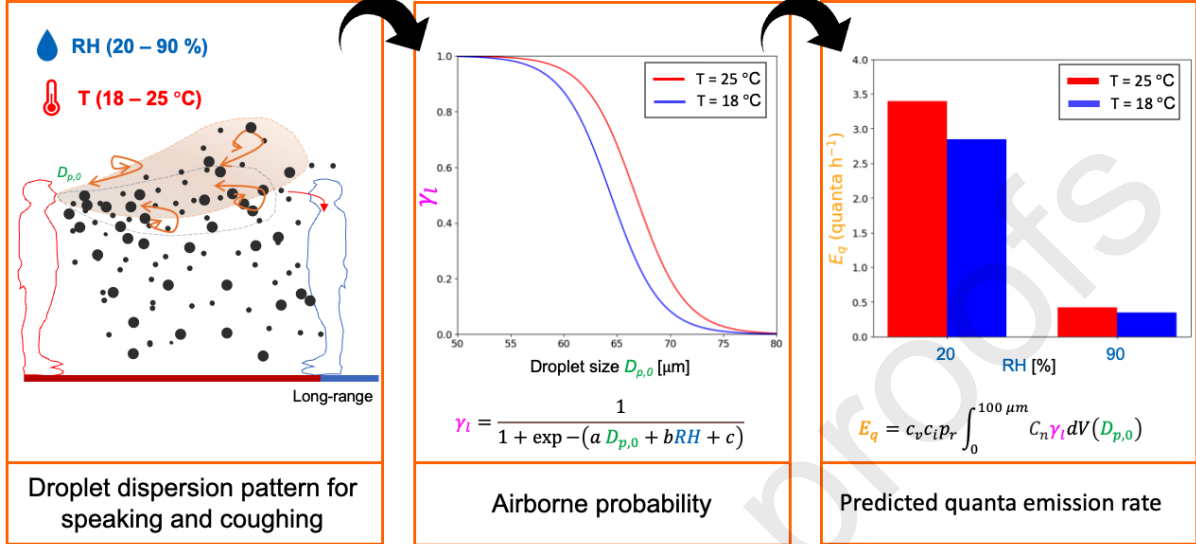 RH (20 – 90 %)
T (18 – 25 °C)
D_{p,0}
Long-range
Droplet dispersion pattern for
speaking and coughing
1.0
0.8
0.6
0.4
0.2
0.0
γ_l
T = 25 °C
T = 18 °C
50 55 60 65 70 75 80
Droplet size D_{p,0} [μm]
γ_l = 1 / (1 + exp −(a D_{p,0} + bRH + c))
Airborne probability
4.0
3.5
3.0
2.5
2.0
1.5
1.0
0.5
0.0
E_q (quanta h⁻¹)
T = 25 °C
T = 18 °C
20 90
RH [%]
E_q = c_v c_i p_r ∫_0^{100 μm} C_n γ_l dV(D_{p,0})
Predicted quanta emission rate
proofs